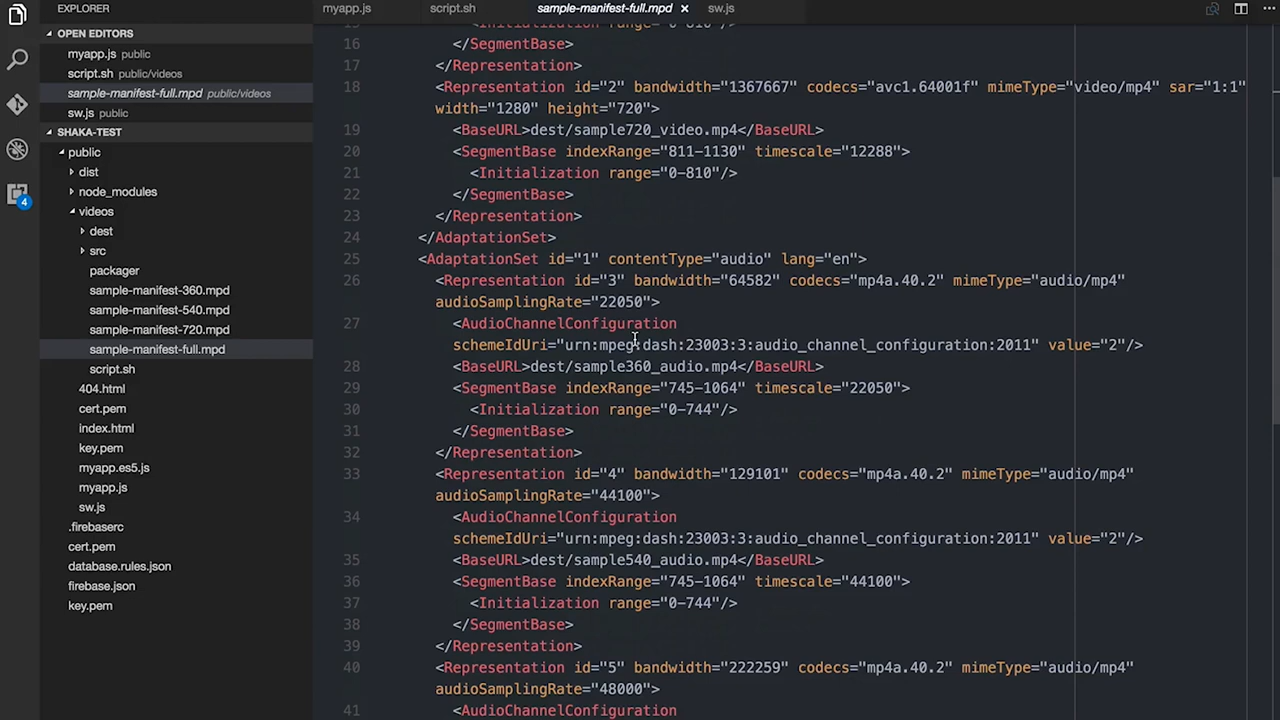 EXPLORER
OPEN EDITORS
myapp.js public
script.sh public/videos
sample-manifest-full.mpd public/videos
sw.js public
SHAKA-TEST
public
dist
node_modules
videos
dest
src
packager
sample-manifest-360.mpd
sample-manifest-540.mpd
sample-manifest-720.mpd
sample-manifest-full.mpd
script.sh
404.html
cert.pem
index.html
key.pem
myapp.es5.js
myapp.js
sw.js
.firebaserc
cert.pem
database.rules.json
firebase.json
key.pem
4
myapp.js script.sh sample-manifest-full.mpd × sw.js
15 <Initialization range="0-810"/>
16 </SegmentBase>
17 </Representation>
18 <Representation id="2" bandwidth="1367667" codecs="avc1.64001f" mimeType="video/mp4" sar="1:1"
width="1280" height="720">
19 <BaseURL>dest/sample720_video.mp4</BaseURL>
20 <SegmentBase indexRange="811-1130" timescale="12288">
21 <Initialization range="0-810"/>
22 </SegmentBase>
23 </Representation>
24 </AdaptationSet>
25 <AdaptationSet id="1" contentType="audio" lang="en">
26 <Representation id="3" bandwidth="64582" codecs="mp4a.40.2" mimeType="audio/mp4"
audioSamplingRate="22050">
27 <AudioChannelConfiguration
schemeIdUri="urn:mpeg:dash:23003:3:audio_channel_configuration:2011" value="2"/>
28 <BaseURL>dest/sample360_audio.mp4</BaseURL>
29 <SegmentBase indexRange="745-1064" timescale="22050">
30 <Initialization range="0-744"/>
31 </SegmentBase>
32 </Representation>
33 <Representation id="4" bandwidth="129101" codecs="mp4a.40.2" mimeType="audio/mp4"
audioSamplingRate="44100">
34 <AudioChannelConfiguration
schemeIdUri="urn:mpeg:dash:23003:3:audio_channel_configuration:2011" value="2"/>
35 <BaseURL>dest/sample540_audio.mp4</BaseURL>
36 <SegmentBase indexRange="745-1064" timescale="44100">
37 <Initialization range="0-744"/>
38 </SegmentBase>
39 </Representation>
40 <Representation id="5" bandwidth="222259" codecs="mp4a.40.2" mimeType="audio/mp4"
audioSamplingRate="48000">
41 <AudioChannelConfiguration